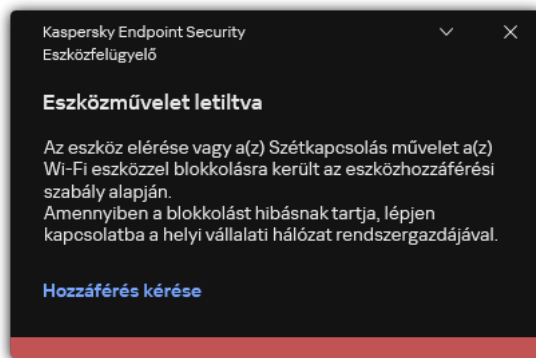 Kaspersky Endpoint Security
Eszközfelügyelő
Eszközművelet letiltva
Az eszköz elérése vagy a(z) Szétkapcsolás művelet a(z)
Wi-Fi eszközzel blokkolásra került az eszközhozzáférési
szabály alapján.
Amennyiben a blokkolást hibásnak tartja, lépjen
kapcsolatba a helyi vállalati hálózat rendszergazdájával.
Hozzáférés kérése